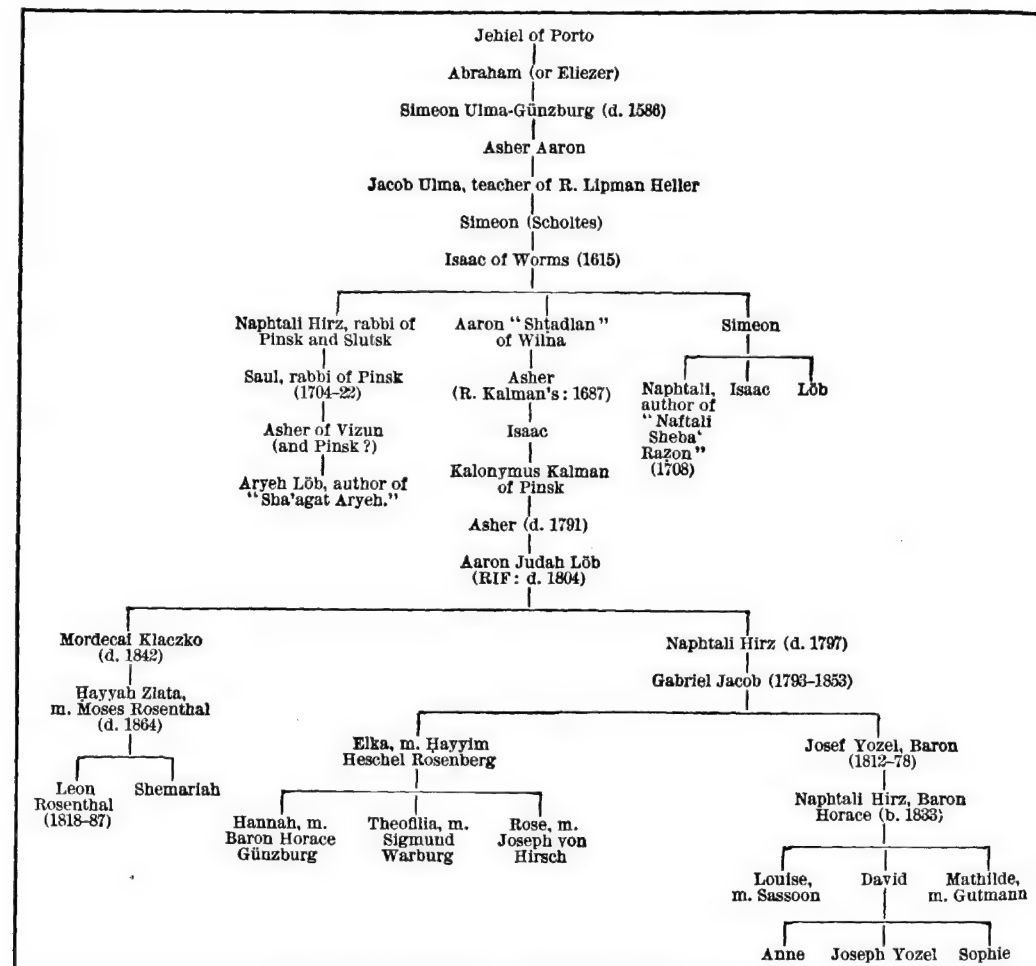 Jehiel of Porto
Abraham (or Eliezer)
Simeon Ulma-Günzburg (d. 1586)
Asher Aaron
Jacob Ulma, teacher of R. Lipman Heller
Simeon (Scholtes)
Isaac of Worms (1615)
Naphtali Hirz, rabbi of
Pinsk and Slutsk
Aaron "Shṭadlan"
of Wilna
Simeon
Saul, rabbi of Pinsk
(1704–22)
Asher
(R. Kalman's: 1687)
Naphtali,
author of
"Naftali
Sheba‘
Raẓon"
(1708)
Isaac
Löb
Asher of Vizun
(and Pinsk?)
Isaac
Aryeh Löb, author of
"Sha'agat Aryeh."
Kalonymus Kalman
of Pinsk
Asher (d. 1791)
Aaron Judah Löb
(RIF: d. 1804)
Mordecai Klaczko
(d. 1842)
Naphtali Hirz (d. 1797)
Ḥayyah Zlata,
m. Moses Rosenthal
(d. 1864)
Gabriel Jacob (1793–1853)
Leon
Rosenthal
(1818–87)
Shemariah
Elka, m. Ḥayyim
Heschel Rosenberg
Josef Yozel, Baron
(1812–78)
Hannah, m.
Baron Horace
Günzburg
Theofilia, m.
Sigmund
Warburg
Rose, m.
Joseph von
Hirsch
Naphtali Hirz, Baron
Horace (b. 1833)
Louise,
m. Sassoon
David
Mathilde,
m. Gutmann
Anne
Joseph Yozel
Sophie